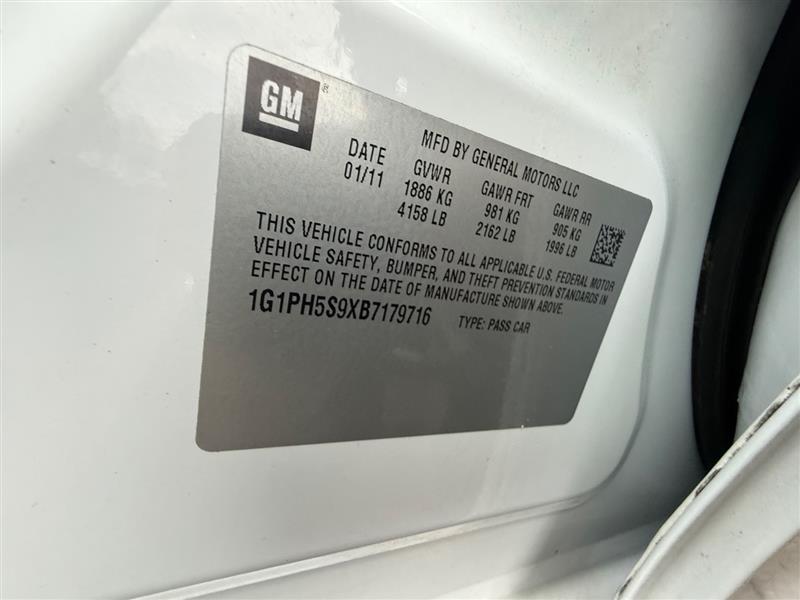 GM ®
MFD BY GENERAL MOTORS LLC
DATE GVWR GAWR FRT GAWR RR
01/11 1886 KG 981 KG 905 KG
4158 LB 2162 LB 1996 LB
THIS VEHICLE CONFORMS TO ALL APPLICABLE U.S. FEDERAL MOTOR
VEHICLE SAFETY, BUMPER, AND THEFT PREVENTION STANDARDS IN
EFFECT ON THE DATE OF MANUFACTURE SHOWN ABOVE.
1G1PH5S9XB7179716 TYPE: PASS CAR